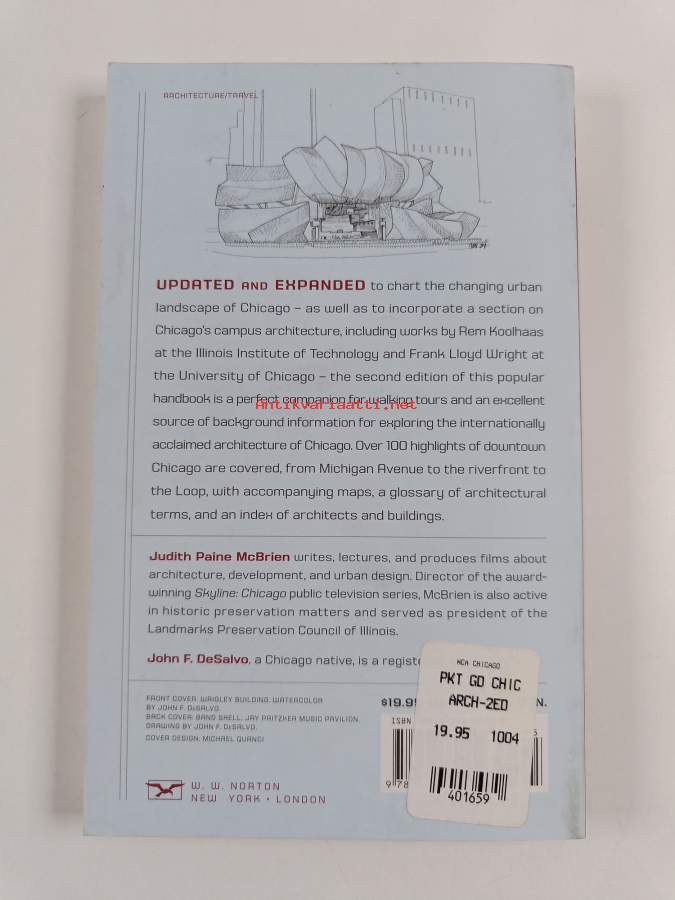 ARCHITECTURE/TRAVEL
UPDATED AND EXPANDED to chart the changing urban
landscape of Chicago – as well as to incorporate a section on
Chicago's campus architecture, including works by Rem Koolhaas
at the Illinois Institute of Technology and Frank Lloyd Wright at
the University of Chicago – the second edition of this popular
handbook is a perfect companion for walking tours and an excellent
Antikvariaatti.net
source of background information for exploring the internationally
acclaimed architecture of Chicago. Over 100 highlights of downtown
Chicago are covered, from Michigan Avenue to the riverfront to
the Loop, with accompanying maps, a glossary of architectural
terms, and an index of architects and buildings.
Judith Paine McBrien writes, lectures, and produces films about
architecture, development, and urban design. Director of the award-
winning Skyline: Chicago public television series, McBrien is also active
in historic preservation matters and served as president of the
Landmarks Preservation Council of Illinois.
John F. DeSalvo, a Chicago native, is a registe
FRONT COVER: WRIGLEY BUILDING. WATERCOLOR
BY JOHN F. DeSALVO.
BACK COVER: BAND SHELL, JAY PRITZKER MUSIC PAVILION.
DRAWING BY JOHN F. DeSALVO.
COVER DESIGN: MICHAEL QUANCI
$19.9
N.
ISBN
9 78
W. W. NORTON
NEW YORK • LONDON
WCA CHICAGO
PKT GD CHIC
ARCH-2ED
19.95 1004
401659